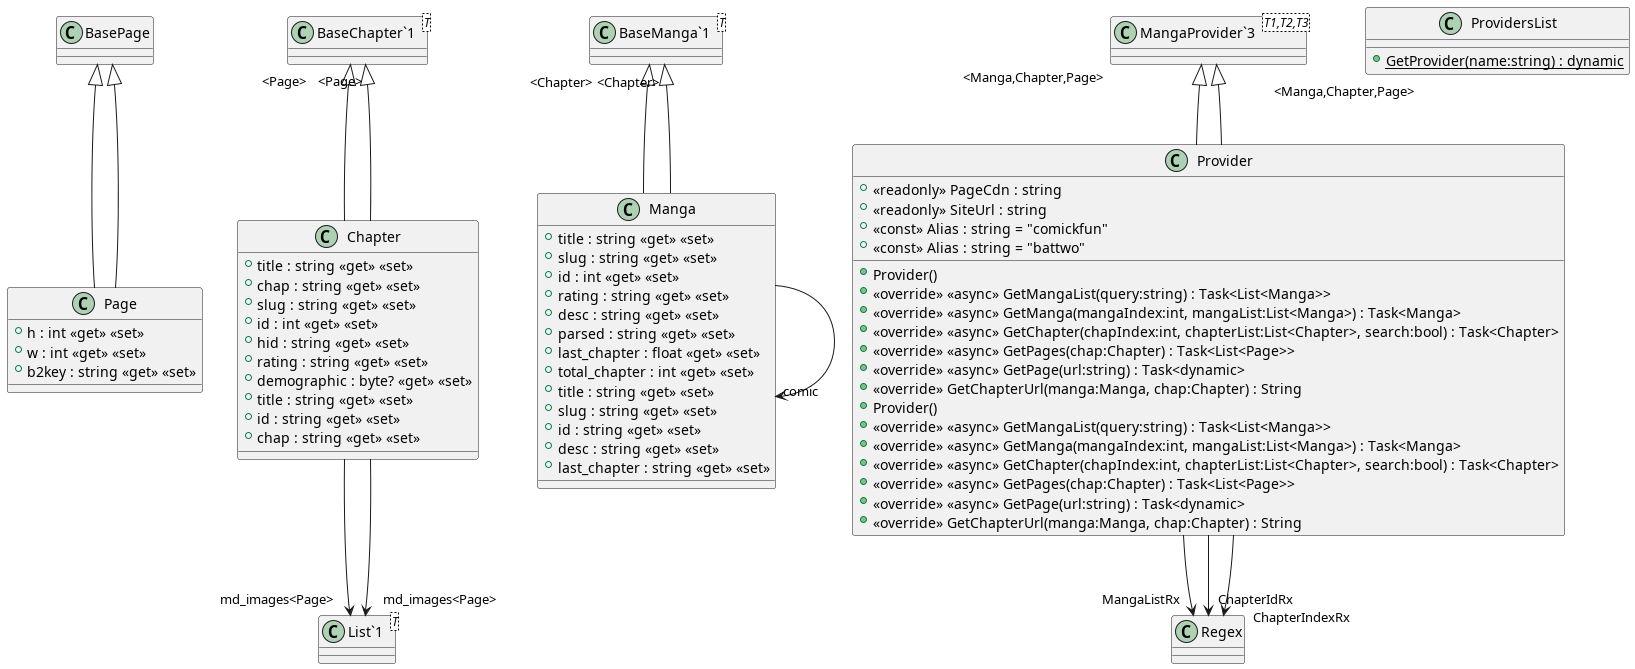 C BasePage
C BaseChapter`1 T
C BaseManga`1 T
C MangaProvider`3 T1,T2,T3
C ProvidersList
GetProvider(name:string) : dynamic
<Page>
<Page>
<Chapter>
<Chapter>
<Manga,Chapter,Page>
<Manga,Chapter,Page>
C Page
h : int «get» «set»
w : int «get» «set»
b2key : string «get» «set»
C Chapter
title : string «get» «set»
chap : string «get» «set»
slug : string «get» «set»
id : int «get» «set»
hid : string «get» «set»
rating : string «get» «set»
demographic : byte? «get» «set»
title : string «get» «set»
id : string «get» «set»
chap : string «get» «set»
C Manga
title : string «get» «set»
slug : string «get» «set»
id : int «get» «set»
rating : string «get» «set»
desc : string «get» «set»
parsed : string «get» «set»
last_chapter : float «get» «set»
total_chapter : int «get» «set»
title : string «get» «set»
slug : string «get» «set»
id : string «get» «set»
desc : string «get» «set»
last_chapter : string «get» «set»
comic
C Provider
«readonly» PageCdn : string
«readonly» SiteUrl : string
«const» Alias : string = "comickfun"
«const» Alias : string = "battwo"
Provider()
«override» «async» GetMangaList(query:string) : Task<List<Manga>>
«override» «async» GetManga(mangaIndex:int, mangaList:List<Manga>) : Task<Manga>
«override» «async» GetChapter(chapIndex:int, chapterList:List<Chapter>, search:bool) : Task<Chapter>
«override» «async» GetPages(chap:Chapter) : Task<List<Page>>
«override» «async» GetPage(url:string) : Task<dynamic>
«override» GetChapterUrl(manga:Manga, chap:Chapter) : String
Provider()
«override» «async» GetMangaList(query:string) : Task<List<Manga>>
«override» «async» GetManga(mangaIndex:int, mangaList:List<Manga>) : Task<Manga>
«override» «async» GetChapter(chapIndex:int, chapterList:List<Chapter>, search:bool) : Task<Chapter>
«override» «async» GetPages(chap:Chapter) : Task<List<Page>>
«override» «async» GetPage(url:string) : Task<dynamic>
«override» GetChapterUrl(manga:Manga, chap:Chapter) : String
md_images<Page>
md_images<Page>
MangaListRx
ChapterIdRx
ChapterIndexRx
C List`1 T
C Regex